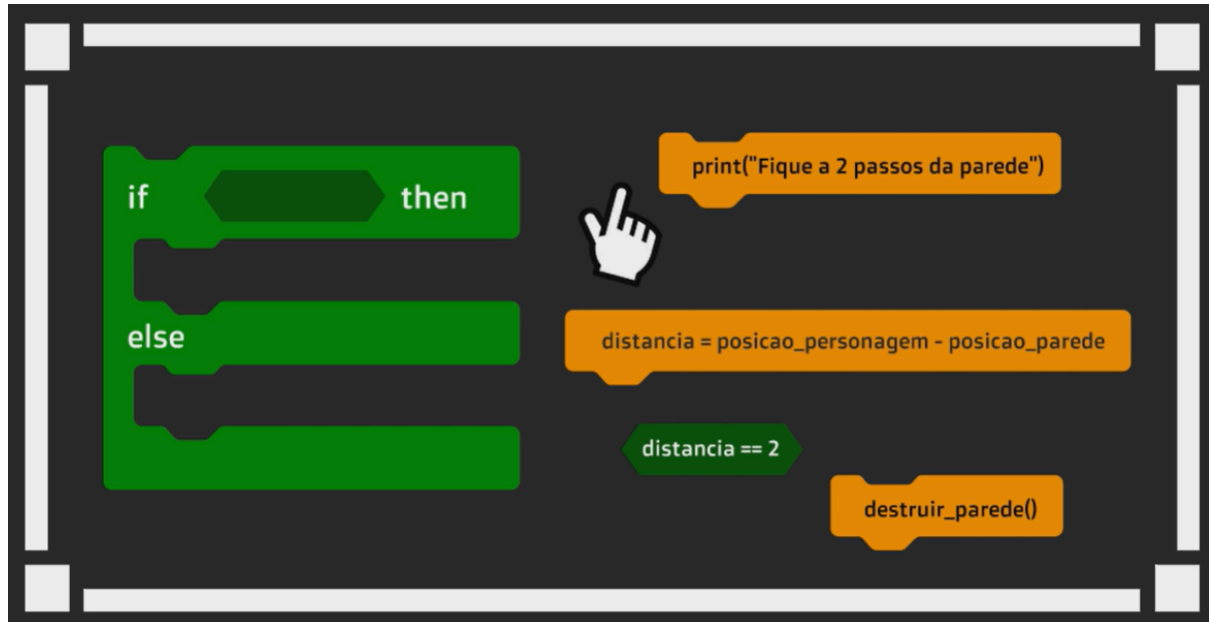 if then
else
print("Fique a 2 passos da parede")
distancia = posicao_personagem - posicao_parede
distancia == 2
destruir_parede()